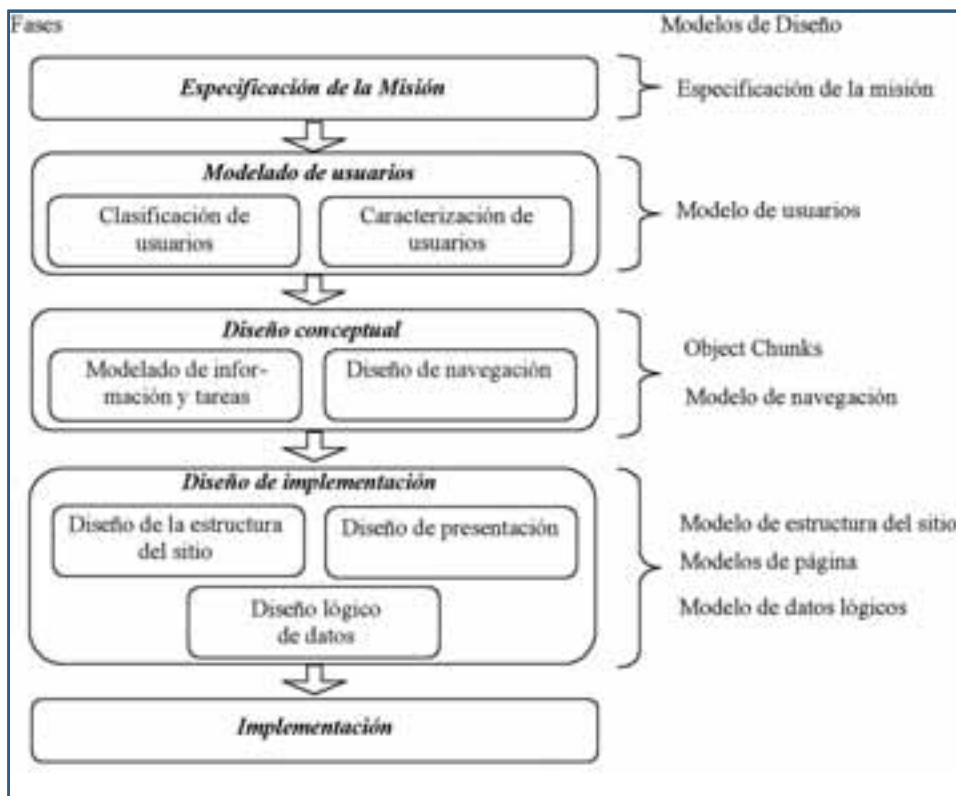 Fases
Modelos de Diseño
Especificación de la Misión
Especificación de la misión
Modelado de usuarios
Clasificación de
usuarios
Caracterización de
usuarios
Modelo de usuarios
Diseño conceptual
Modelado de infor-
mación y tareas
Diseño de navegación
Object Chunks
Modelo de navegación
Diseño de implementación
Diseño de la estructura
del sitio
Diseño de presentación
Diseño lógico
de datos
Modelo de estructura del sitio
Modelos de página
Modelo de datos lógicos
Implementación